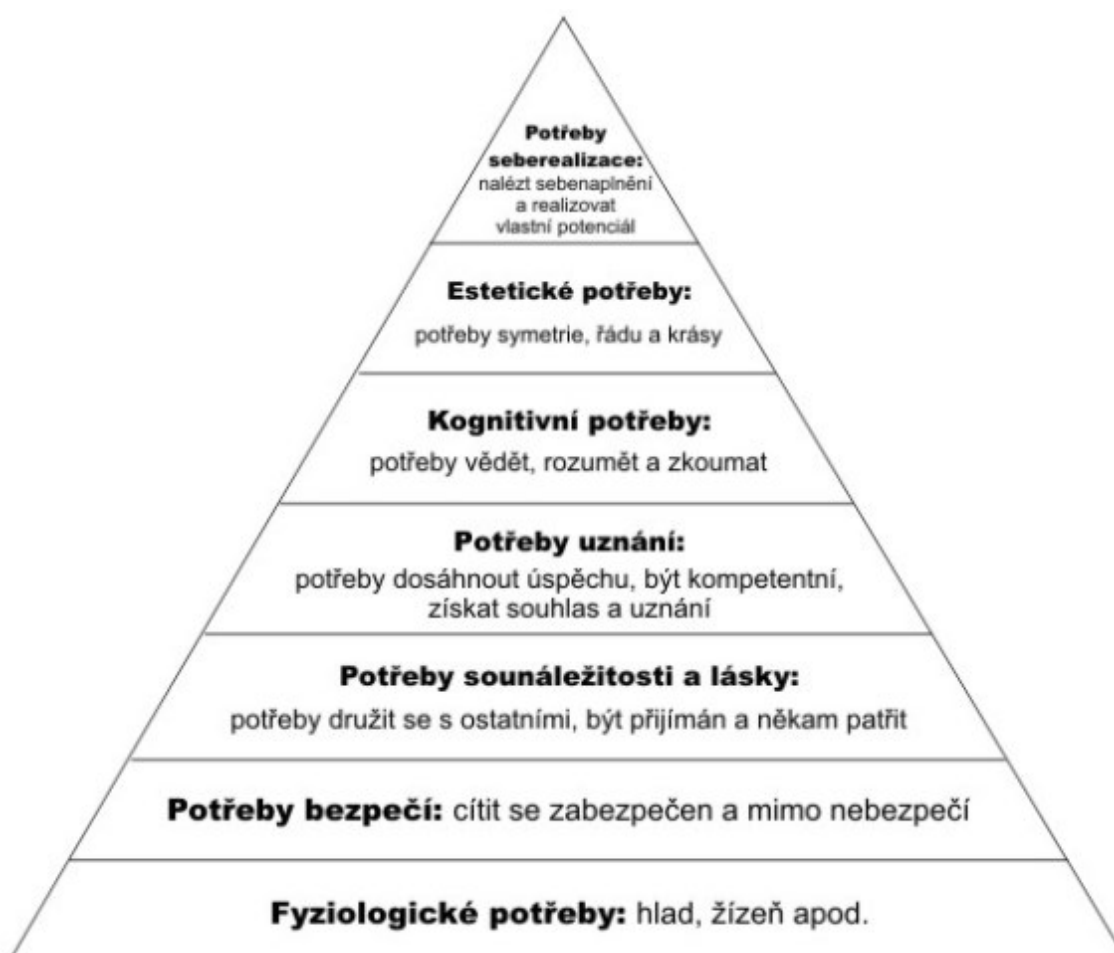 Potřeby
seberealizace:
nalézt sebenaplnění
a realizovat
vlastní potenciál
Estetické potřeby:
potřeby symetrie, řádu a krásy
Kognitivní potřeby:
potřeby vědět, rozumět a zkoumat
Potřeby uznání:
potřeby dosáhnout úspěchu, být kompetentní,
získat souhlas a uznání
Potřeby sounáležitosti a lásky:
potřeby družit se s ostatními, být přijímán a někam patřit
Potřeby bezpečí: cítit se zabezpečen a mimo nebezpečí
Fyziologické potřeby: hlad, žízeň apod.